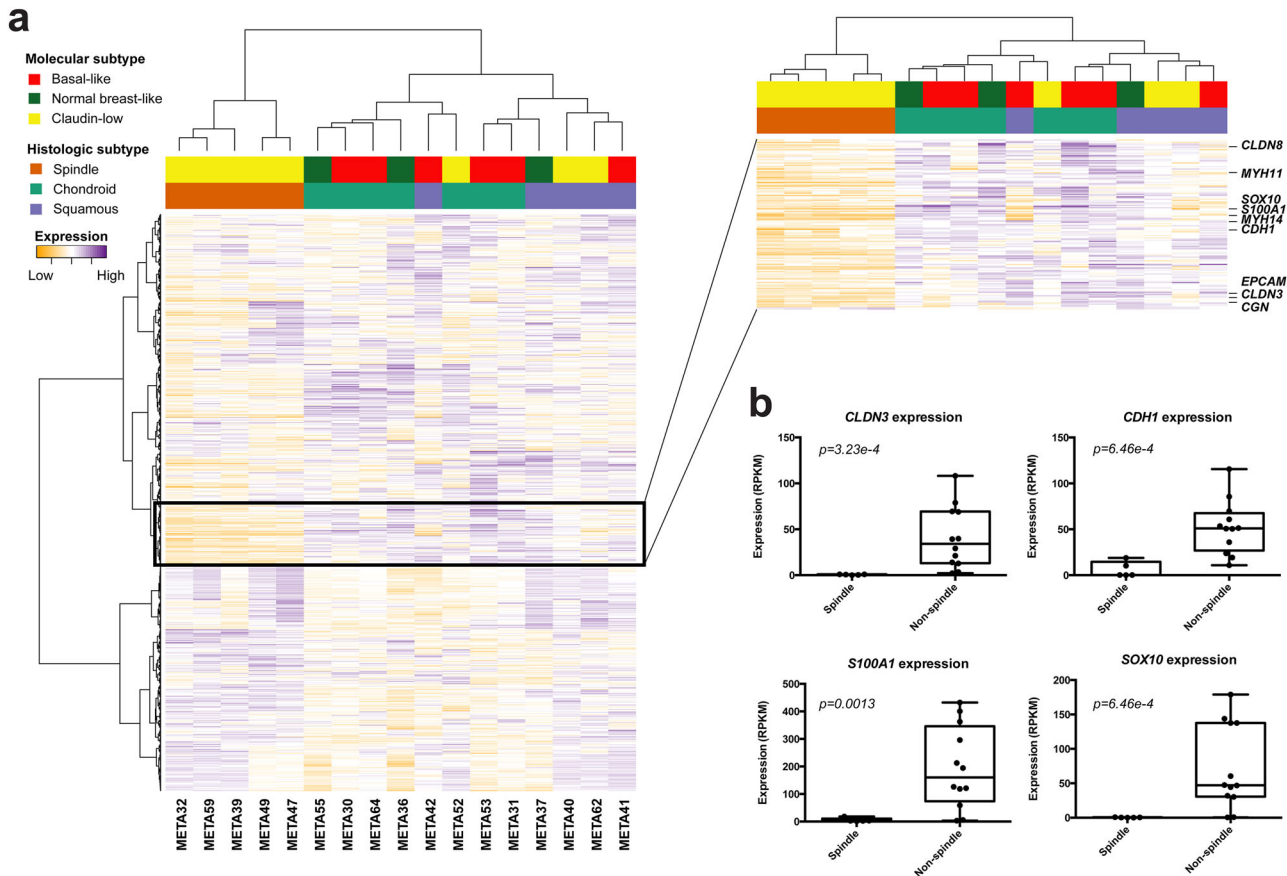 a
Molecular subtype
Basal-like
Normal breast-like
Claudin-low
Histologic subtype
Spindle
Chondroid
Squamous
Expression
Low High
META32 META59 META39 META49 META47 META55 META30 META64 META36 META42 META52 META53 META31 META37 META40 META62 META41
CLDN8
MYH11
SOX10
S100A1
MYH14
CDH1
EPCAM
CLDN3
CGN
b
CLDN3 expression
p=3.23e-4
Expression (RPKM)
150
100
50
0
Spindle Non-spindle
CDH1 expression
p=6.46e-4
Expression (RPKM)
150
100
50
0
Spindle Non-spindle
S100A1 expression
p=0.0013
Expression (RPKM)
500
400
300
200
100
0
Spindle Non-spindle
SOX10 expression
p=6.46e-4
Expression (RPKM)
200
150
100
50
0
Spindle Non-spindle